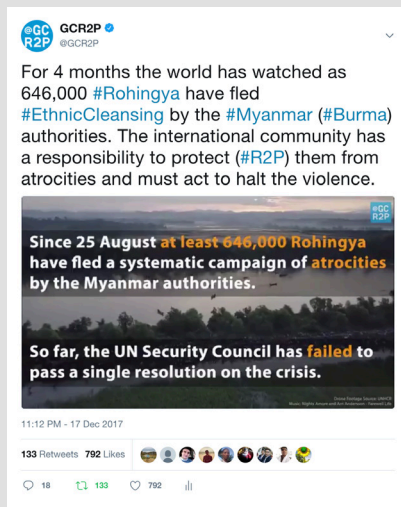 @GC
R2P
GCR2P
@GCR2P
For 4 months the world has watched as
646,000 #Rohingya have fled
#EthnicCleansing by the #Myanmar (#Burma)
authorities. The international community has
a responsibility to protect (#R2P) them from
atrocities and must act to halt the violence.
@GC
R2P
Since 25 August at least 646,000 Rohingya
have fled a systematic campaign of atrocities
by the Myanmar authorities.
So far, the UN Security Council has failed to
pass a single resolution on the crisis.
Drone Footage Source: UNHCR
11:12 PM - 17 Dec 2017
133 Retweets 792 Likes
18 133 792